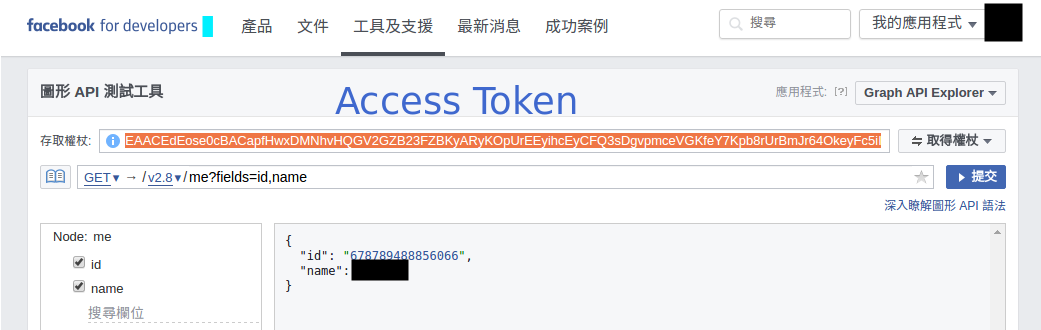 facebook for developers 產品 文件 工具及支援 最新消息 成功案例 搜尋 我的應用程式
圖形 API 測試工具 Access Token 應用程式: [?] Graph API Explorer
存取權杖: EAACEdEose0cBACapfHwxDMNhvHQGV2GZB23FZBKyARyKOpUrEEyihcEyCFQ3sDgvpmceVGKfeY7Kpb8rUrBmJr64OkeyFc5iI 取得權杖
GET → / v2.8 / me?fields=id,name 提交
深入瞭解圖形 API 語法
Node: me
id
name
搜尋欄位
{
"id": "678789488856066",
"name":
}